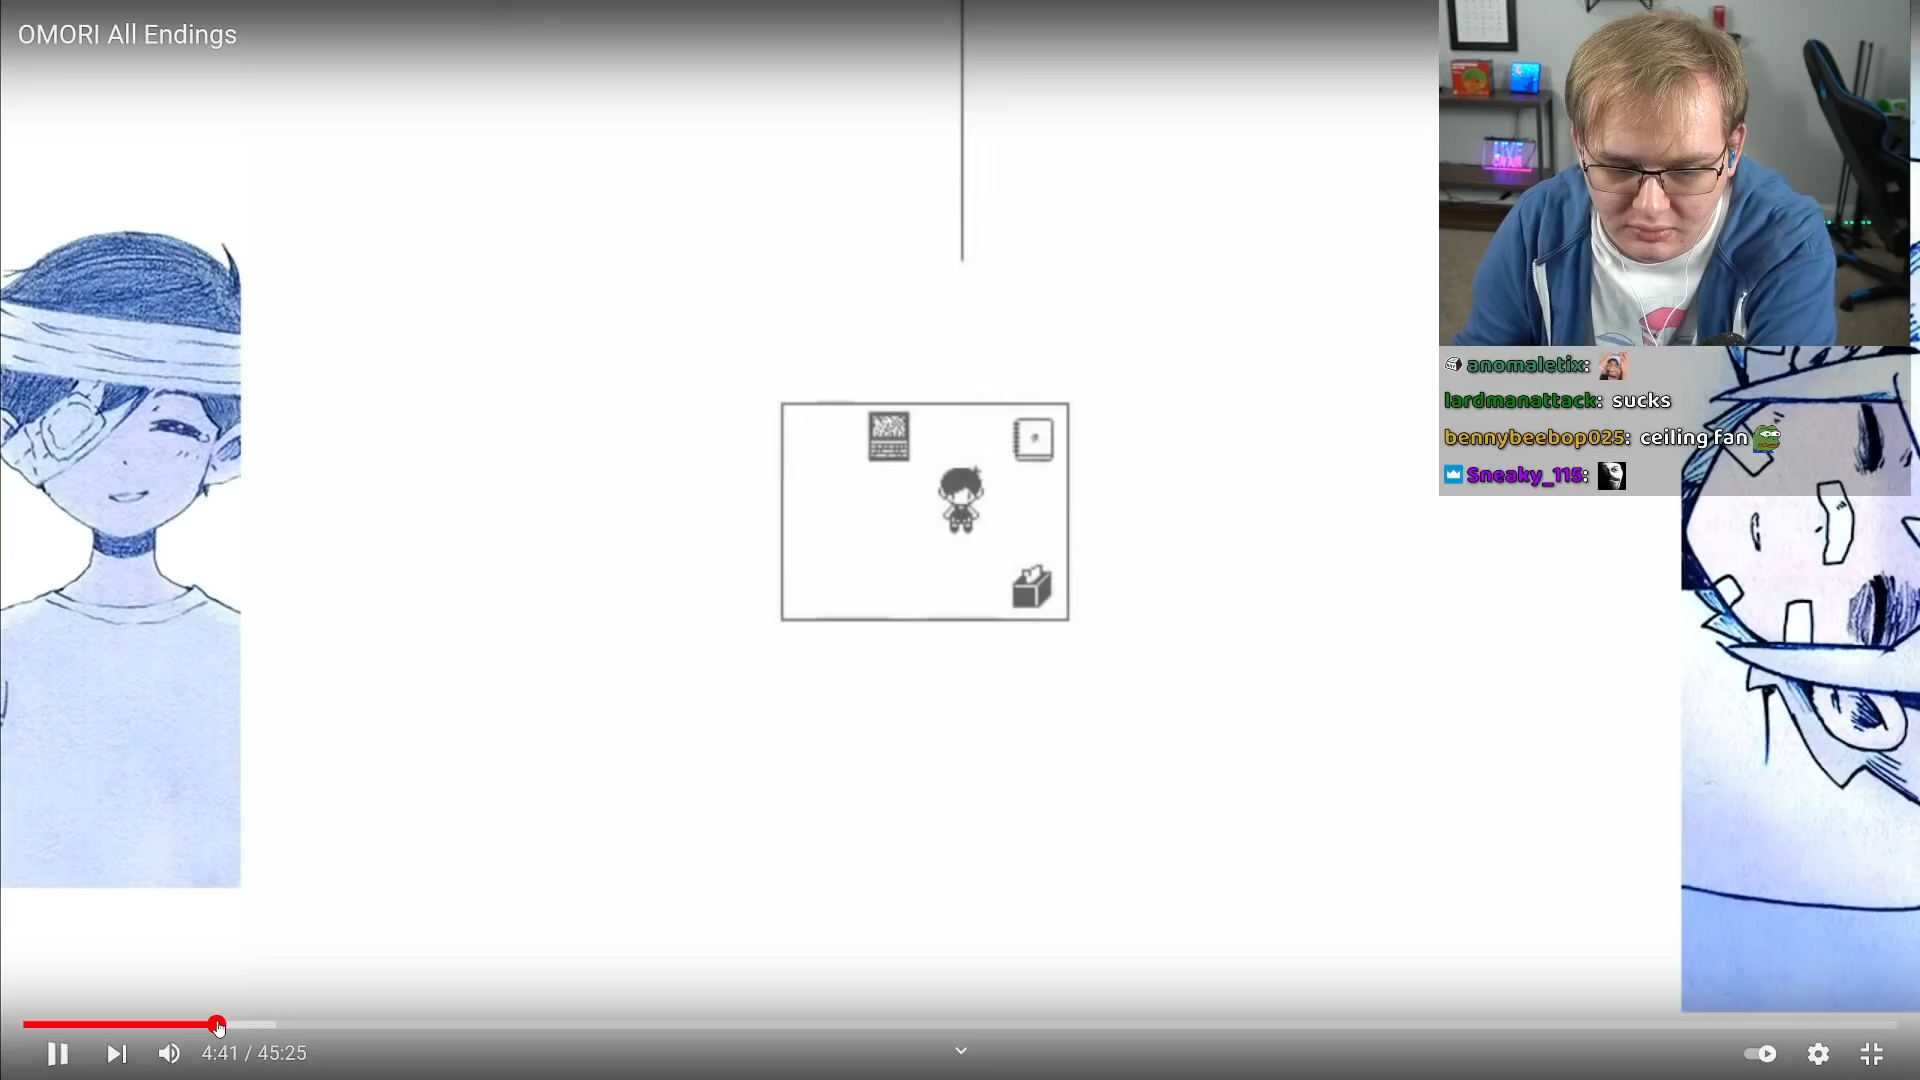 OMORI All Endings
anomaletix:
lardmanattack: sucks
bennybeebop025: ceiling fan
Sneaky_115:
4:41 / 45:25